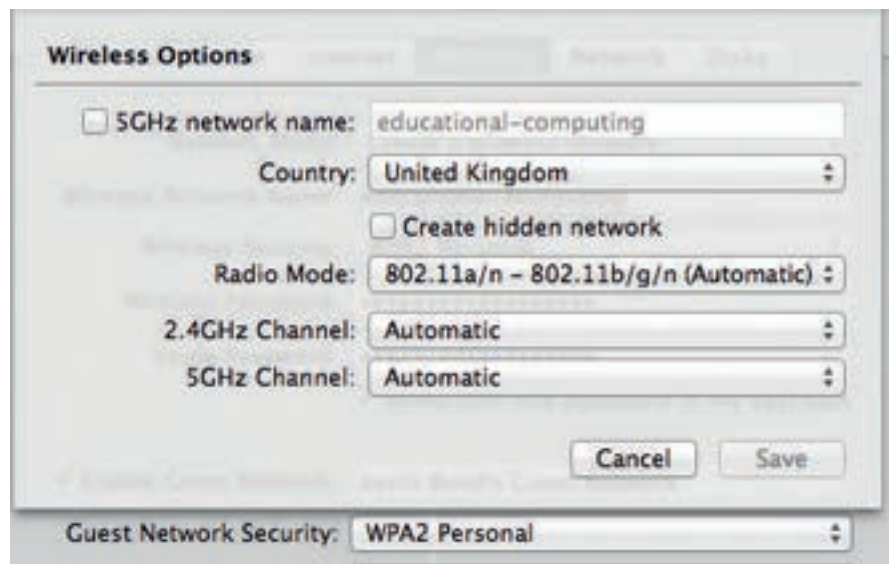 Wireless Options
5GHz network name: educational-computing
Country: United Kingdom
Create hidden network
Radio Mode: 802.11a/n – 802.11b/g/n (Automatic)
2.4GHz Channel: Automatic
5GHz Channel: Automatic
Cancel Save
Guest Network Security: WPA2 Personal